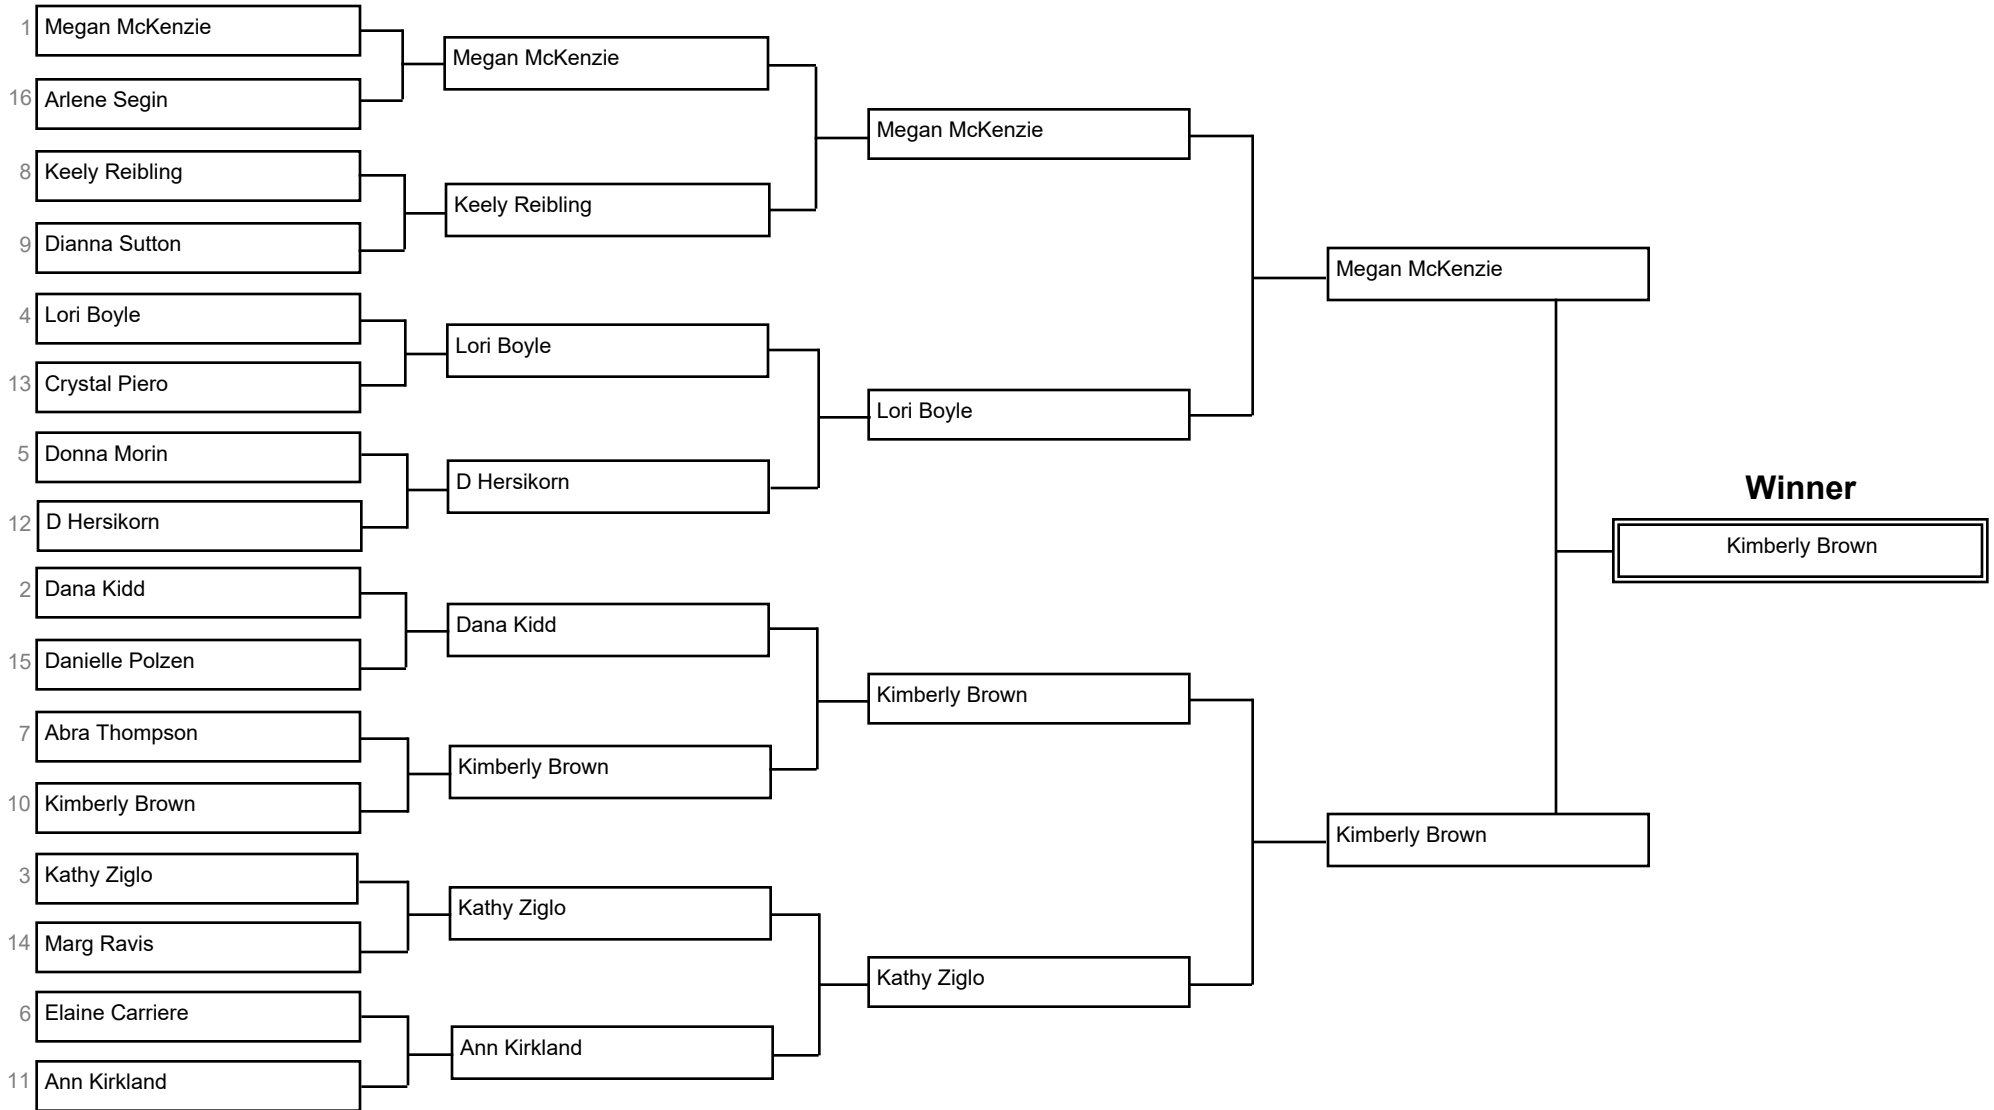 1 Megan McKenzie
16 Arlene Segin
8 Keely Reibling
9 Dianna Sutton
4 Lori Boyle
13 Crystal Piero
5 Donna Morin
12 D Hersikorn
2 Dana Kidd
15 Danielle Polzen
7 Abra Thompson
10 Kimberly Brown
3 Kathy Ziglo
14 Marg Ravis
6 Elaine Carriere
11 Ann Kirkland
Megan McKenzie
Keely Reibling
Lori Boyle
D Hersikorn
Dana Kidd
Kimberly Brown
Kathy Ziglo
Ann Kirkland
Megan McKenzie
Lori Boyle
Kimberly Brown
Kathy Ziglo
Megan McKenzie
Kimberly Brown
Winner
Kimberly Brown